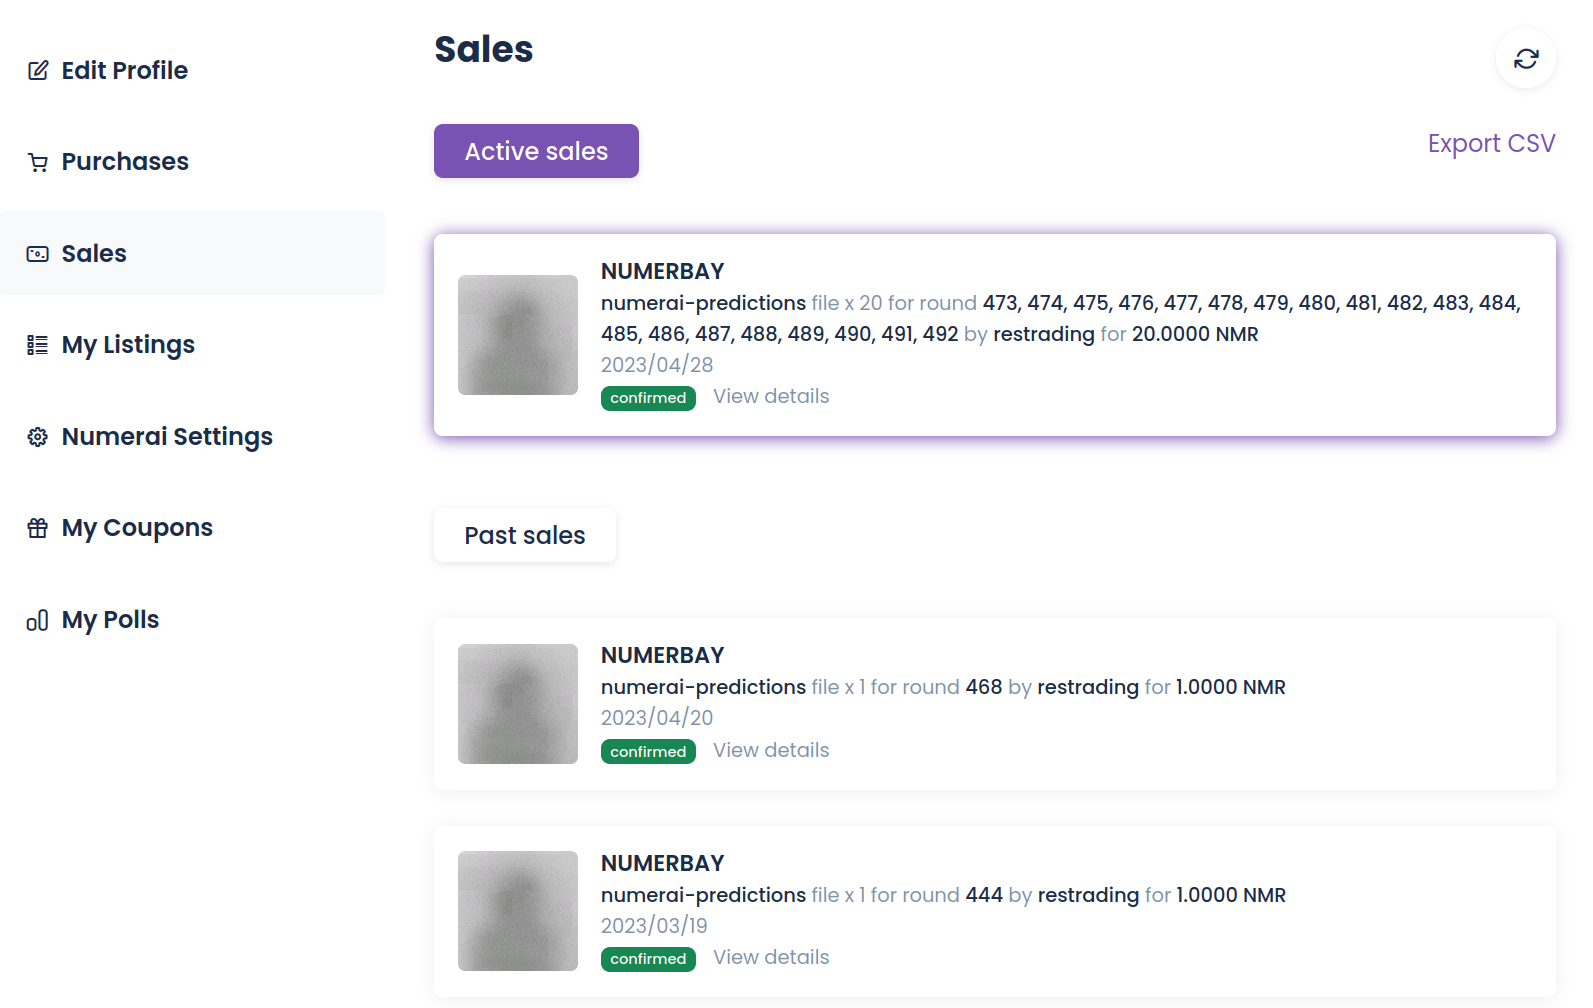 Edit Profile
Purchases
Sales
My Listings
Numerai Settings
My Coupons
My Polls
Sales
Active sales
Export CSV
NUMERBAY
numerai-predictions file x 20 for round 473, 474, 475, 476, 477, 478, 479, 480, 481, 482, 483, 484,
485, 486, 487, 488, 489, 490, 491, 492 by restrading for 20.0000 NMR
2023/04/28
confirmed View details
Past sales
NUMERBAY
numerai-predictions file x 1 for round 468 by restrading for 1.0000 NMR
2023/04/20
confirmed View details
NUMERBAY
numerai-predictions file x 1 for round 444 by restrading for 1.0000 NMR
2023/03/19
confirmed View details